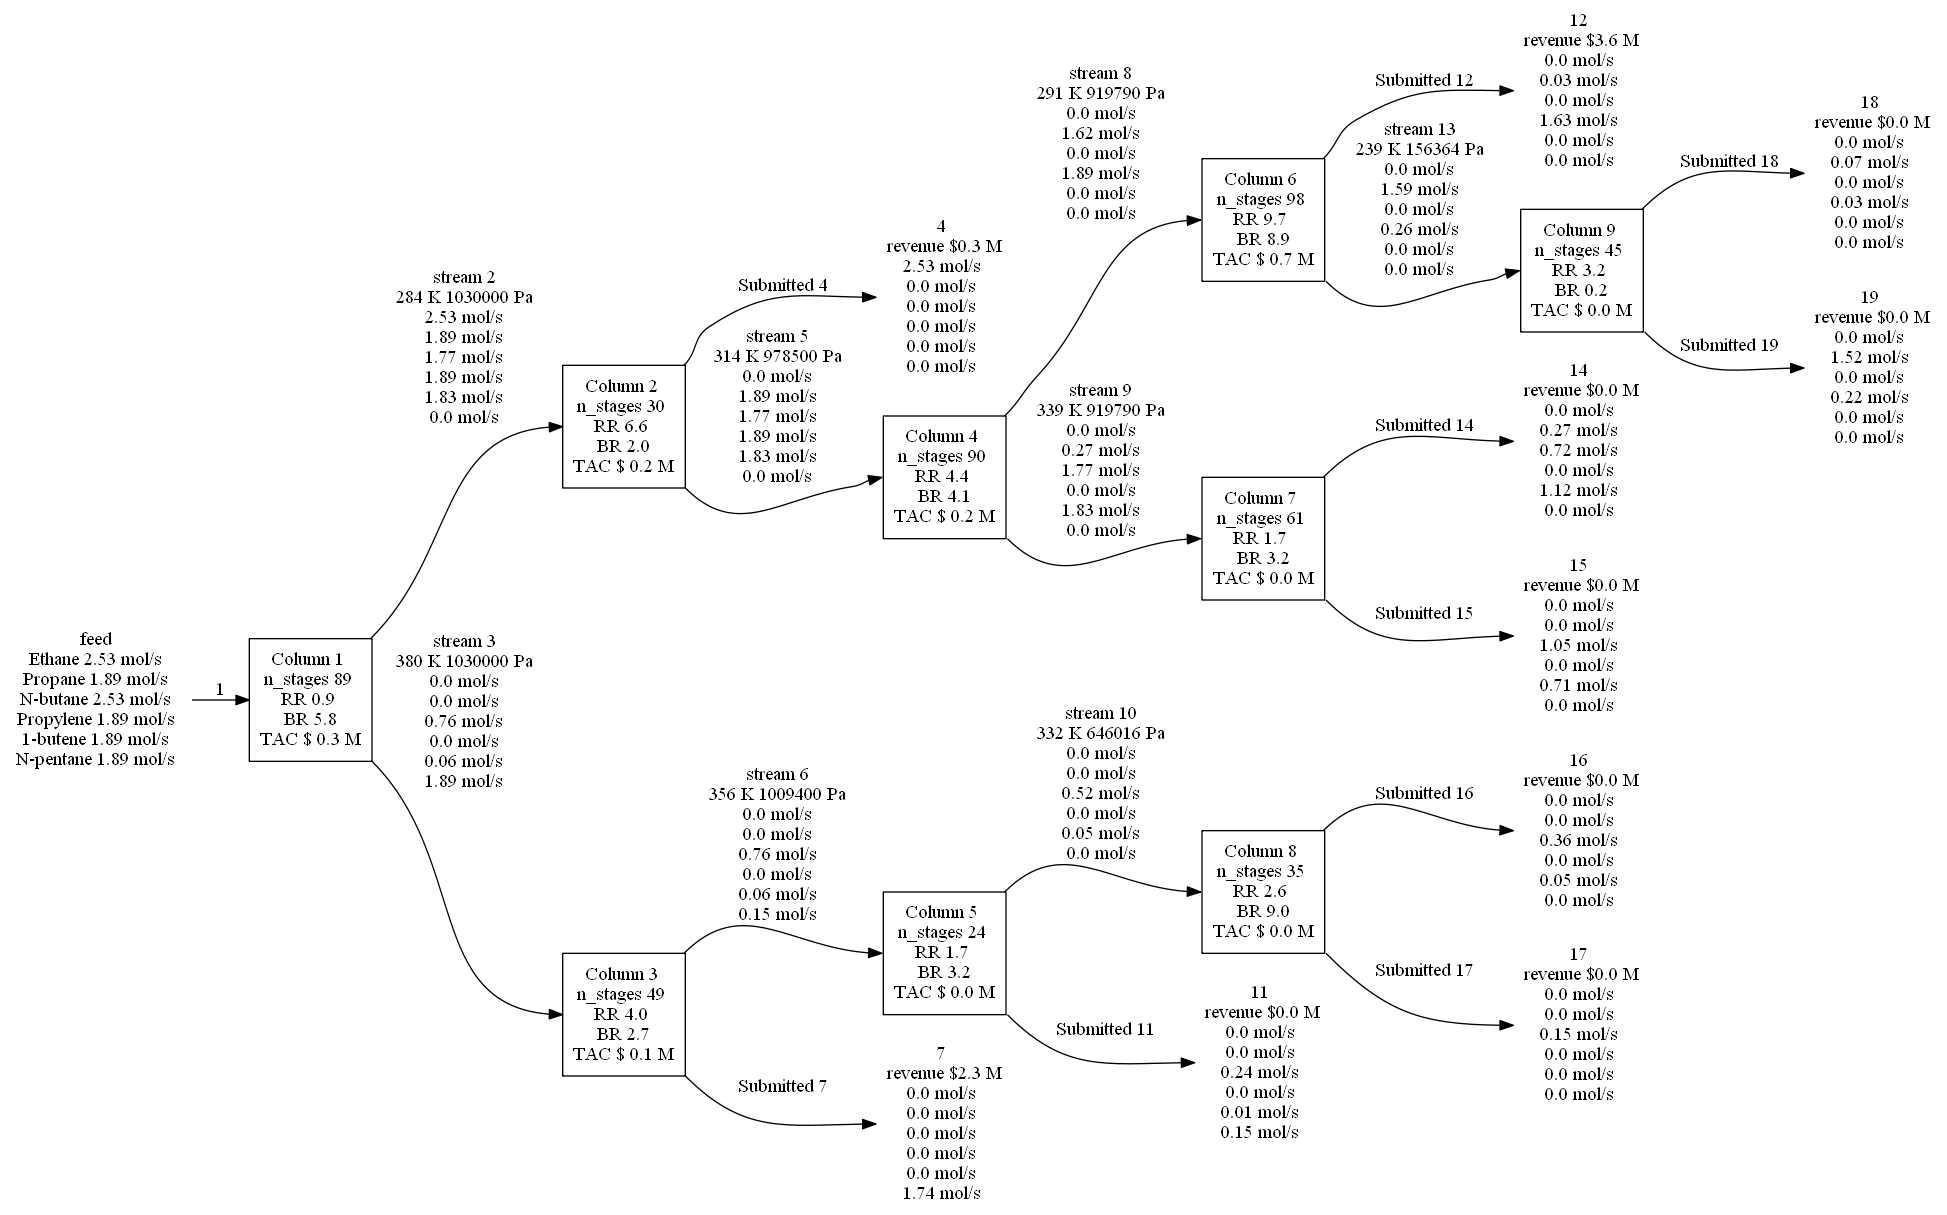 feed
Ethane 2.53 mol/s
Propane 1.89 mol/s
N-butane 2.53 mol/s
Propylene 1.89 mol/s
1-butene 1.89 mol/s
N-pentane 1.89 mol/s
1
Column 1
n_stages 89
RR 0.9
BR 5.8
TAC $ 0.3 M
stream 2
284 K 1030000 Pa
2.53 mol/s
1.89 mol/s
1.77 mol/s
1.89 mol/s
1.83 mol/s
0.0 mol/s
stream 3
380 K 1030000 Pa
0.0 mol/s
0.0 mol/s
0.76 mol/s
0.0 mol/s
0.06 mol/s
1.89 mol/s
Column 2
n_stages 30
RR 6.6
BR 2.0
TAC $ 0.2 M
Column 3
n_stages 49
RR 4.0
BR 2.7
TAC $ 0.1 M
Submitted 4
stream 5
314 K 978500 Pa
0.0 mol/s
1.89 mol/s
1.77 mol/s
1.89 mol/s
1.83 mol/s
0.0 mol/s
stream 6
356 K 1009400 Pa
0.0 mol/s
0.0 mol/s
0.76 mol/s
0.0 mol/s
0.06 mol/s
0.15 mol/s
Submitted 7
4
revenue $0.3 M
2.53 mol/s
0.0 mol/s
0.0 mol/s
0.0 mol/s
0.0 mol/s
0.0 mol/s
Column 4
n_stages 90
RR 4.4
BR 4.1
TAC $ 0.2 M
Column 5
n_stages 24
RR 1.7
BR 3.2
TAC $ 0.0 M
7
revenue $2.3 M
0.0 mol/s
0.0 mol/s
0.0 mol/s
0.0 mol/s
0.0 mol/s
1.74 mol/s
stream 8
291 K 919790 Pa
0.0 mol/s
1.62 mol/s
0.0 mol/s
1.89 mol/s
0.0 mol/s
0.0 mol/s
stream 9
339 K 919790 Pa
0.0 mol/s
0.27 mol/s
1.77 mol/s
0.0 mol/s
1.83 mol/s
0.0 mol/s
stream 10
332 K 646016 Pa
0.0 mol/s
0.0 mol/s
0.52 mol/s
0.0 mol/s
0.05 mol/s
0.0 mol/s
Submitted 11
Column 6
n_stages 98
RR 9.7
BR 8.9
TAC $ 0.7 M
Column 7
n_stages 61
RR 1.7
BR 3.2
TAC $ 0.0 M
Column 8
n_stages 35
RR 2.6
BR 9.0
TAC $ 0.0 M
11
revenue $0.0 M
0.0 mol/s
0.0 mol/s
0.24 mol/s
0.0 mol/s
0.01 mol/s
0.15 mol/s
Submitted 12
stream 13
239 K 156364 Pa
0.0 mol/s
1.59 mol/s
0.0 mol/s
0.26 mol/s
0.0 mol/s
0.0 mol/s
Submitted 14
Submitted 15
Submitted 16
Submitted 17
12
revenue $3.6 M
0.0 mol/s
0.03 mol/s
0.0 mol/s
1.63 mol/s
0.0 mol/s
0.0 mol/s
Column 9
n_stages 45
RR 3.2
BR 0.2
TAC $ 0.0 M
14
revenue $0.0 M
0.0 mol/s
0.27 mol/s
0.72 mol/s
0.0 mol/s
1.12 mol/s
0.0 mol/s
15
revenue $0.0 M
0.0 mol/s
0.0 mol/s
1.05 mol/s
0.0 mol/s
0.71 mol/s
0.0 mol/s
16
revenue $0.0 M
0.0 mol/s
0.0 mol/s
0.36 mol/s
0.0 mol/s
0.05 mol/s
0.0 mol/s
17
revenue $0.0 M
0.0 mol/s
0.0 mol/s
0.15 mol/s
0.0 mol/s
0.0 mol/s
0.0 mol/s
Submitted 18
Submitted 19
18
revenue $0.0 M
0.0 mol/s
0.07 mol/s
0.0 mol/s
0.03 mol/s
0.0 mol/s
0.0 mol/s
19
revenue $0.0 M
0.0 mol/s
1.52 mol/s
0.0 mol/s
0.22 mol/s
0.0 mol/s
0.0 mol/s